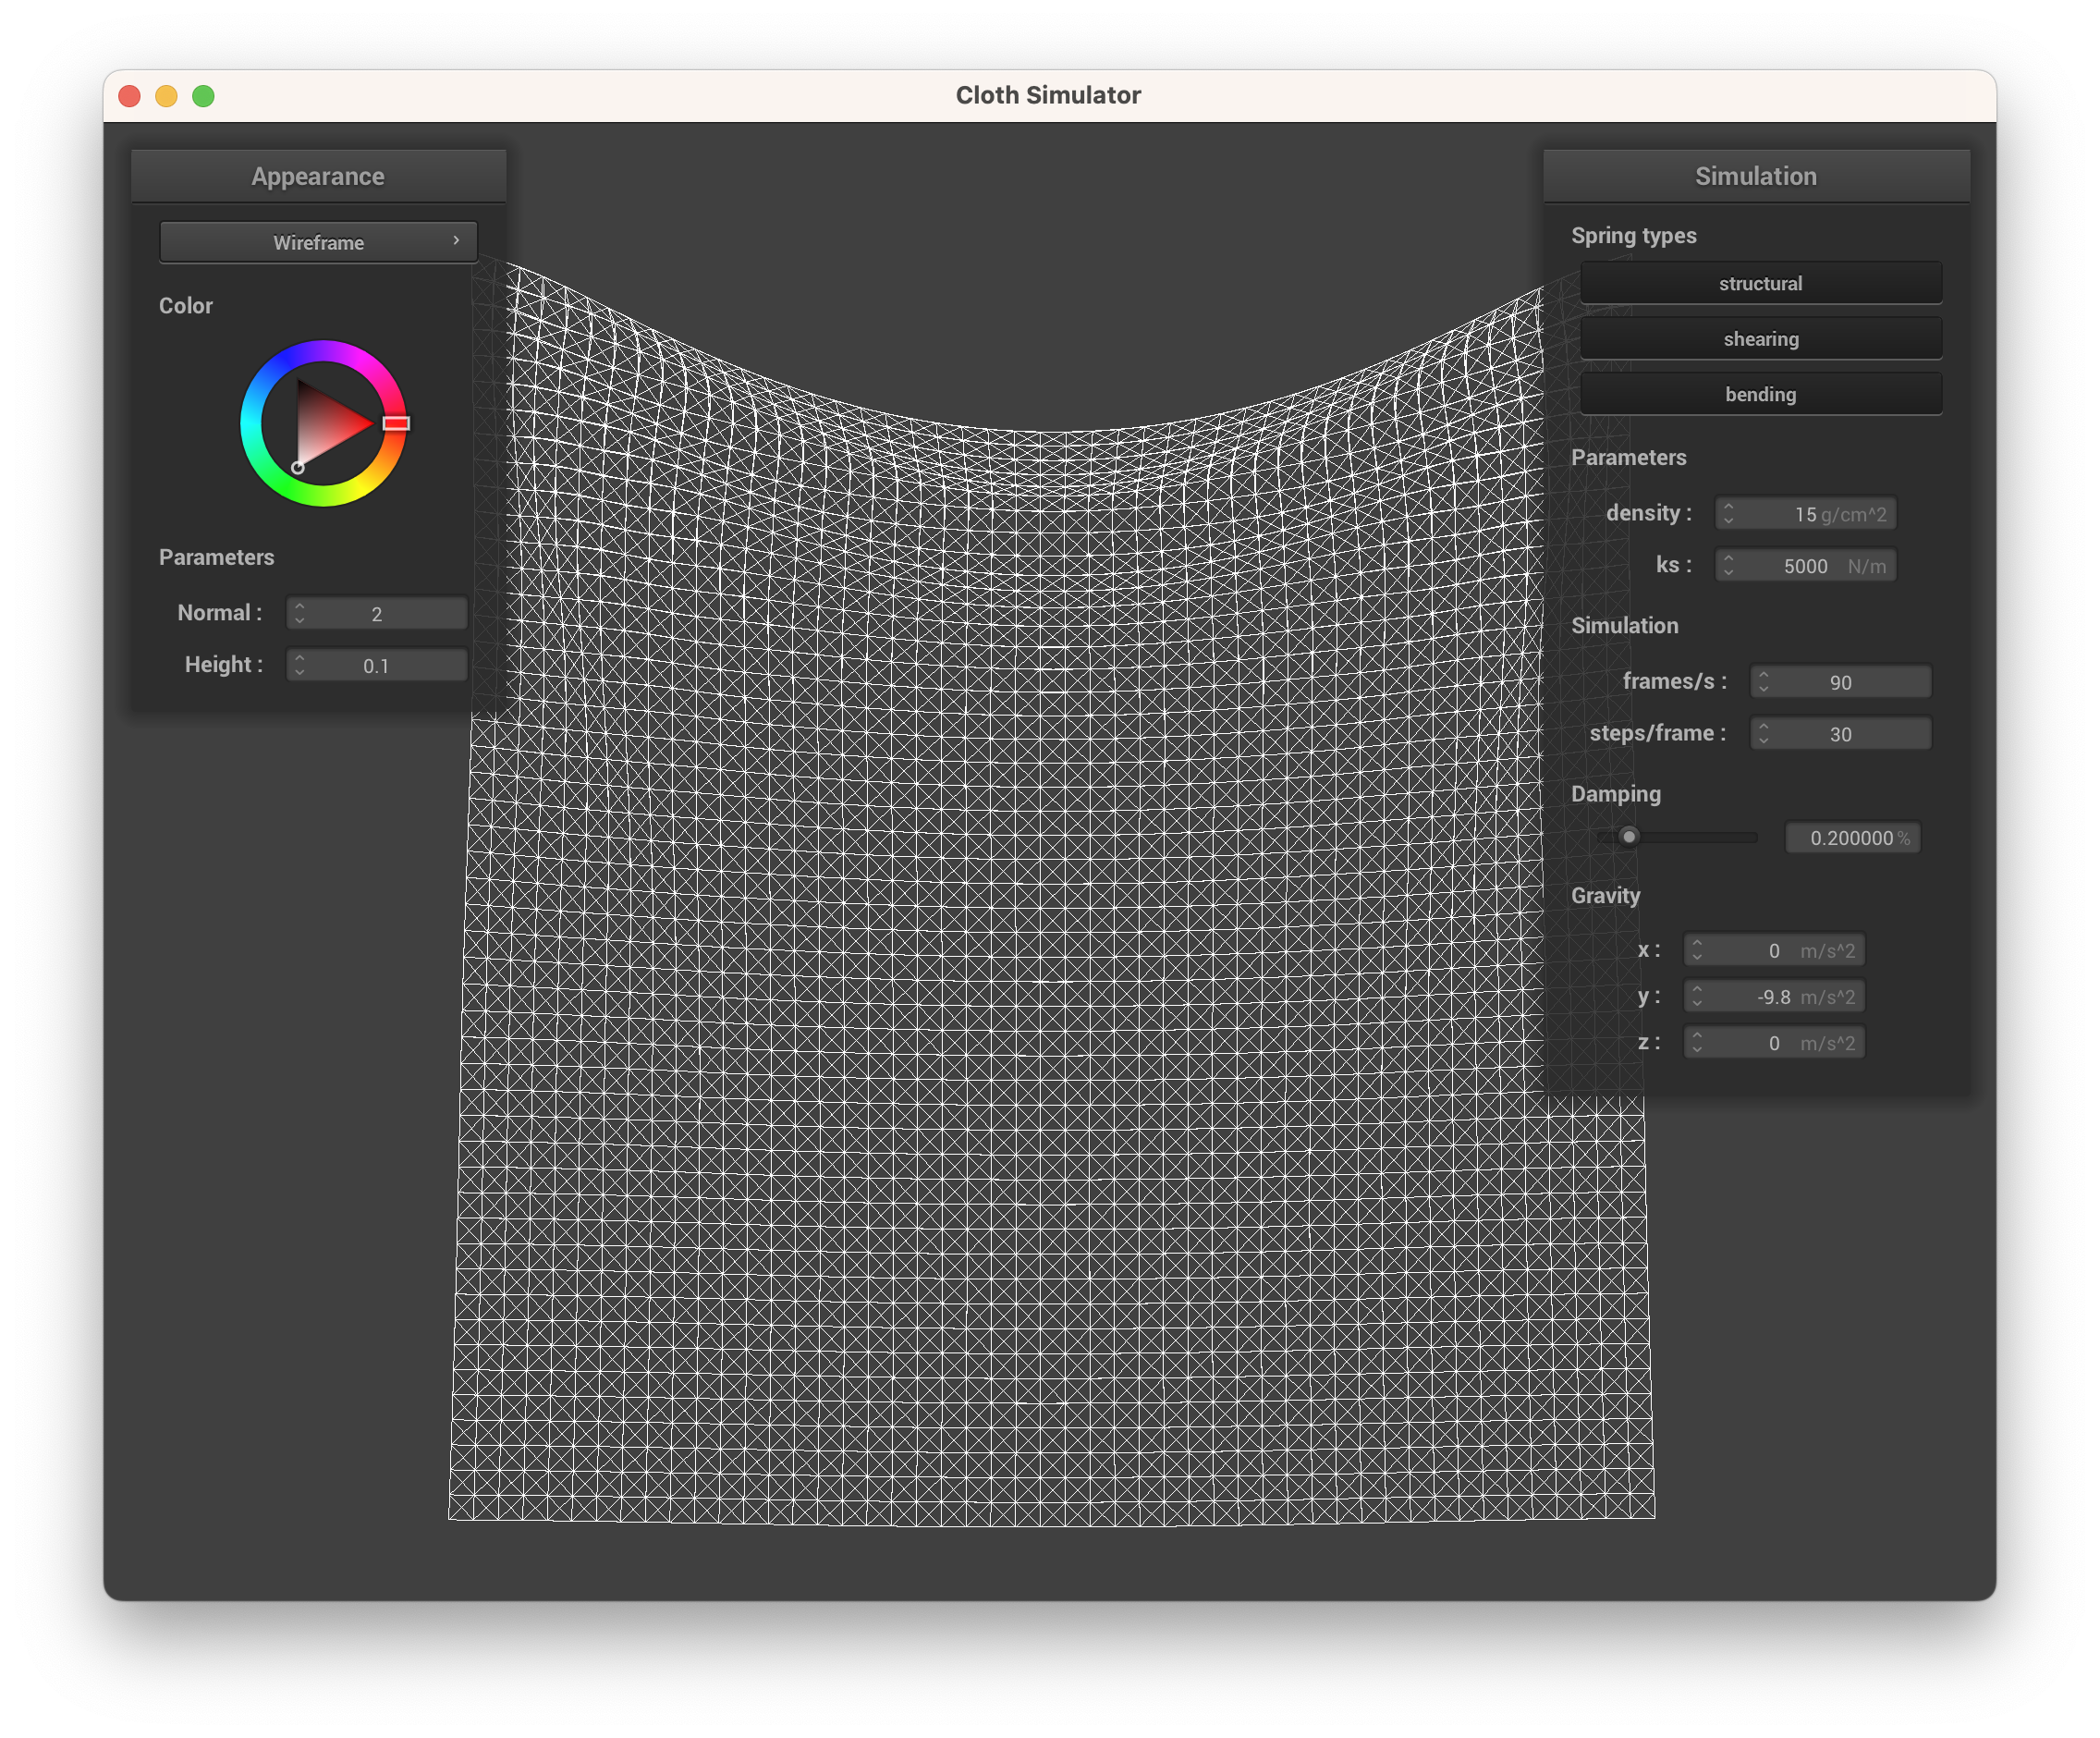 Cloth Simulator
Appearance
Wireframe
Color
Parameters
Normal : 2
Height : 0.1
Simulation
Spring types
structural
shearing
bending
Parameters
density : 15 g/cm^2
ks : 5000 N/m
Simulation
frames/s : 90
steps/frame : 30
Damping
0.200000 %
Gravity
x : 0 m/s^2
y : -9.8 m/s^2
z : 0 m/s^2